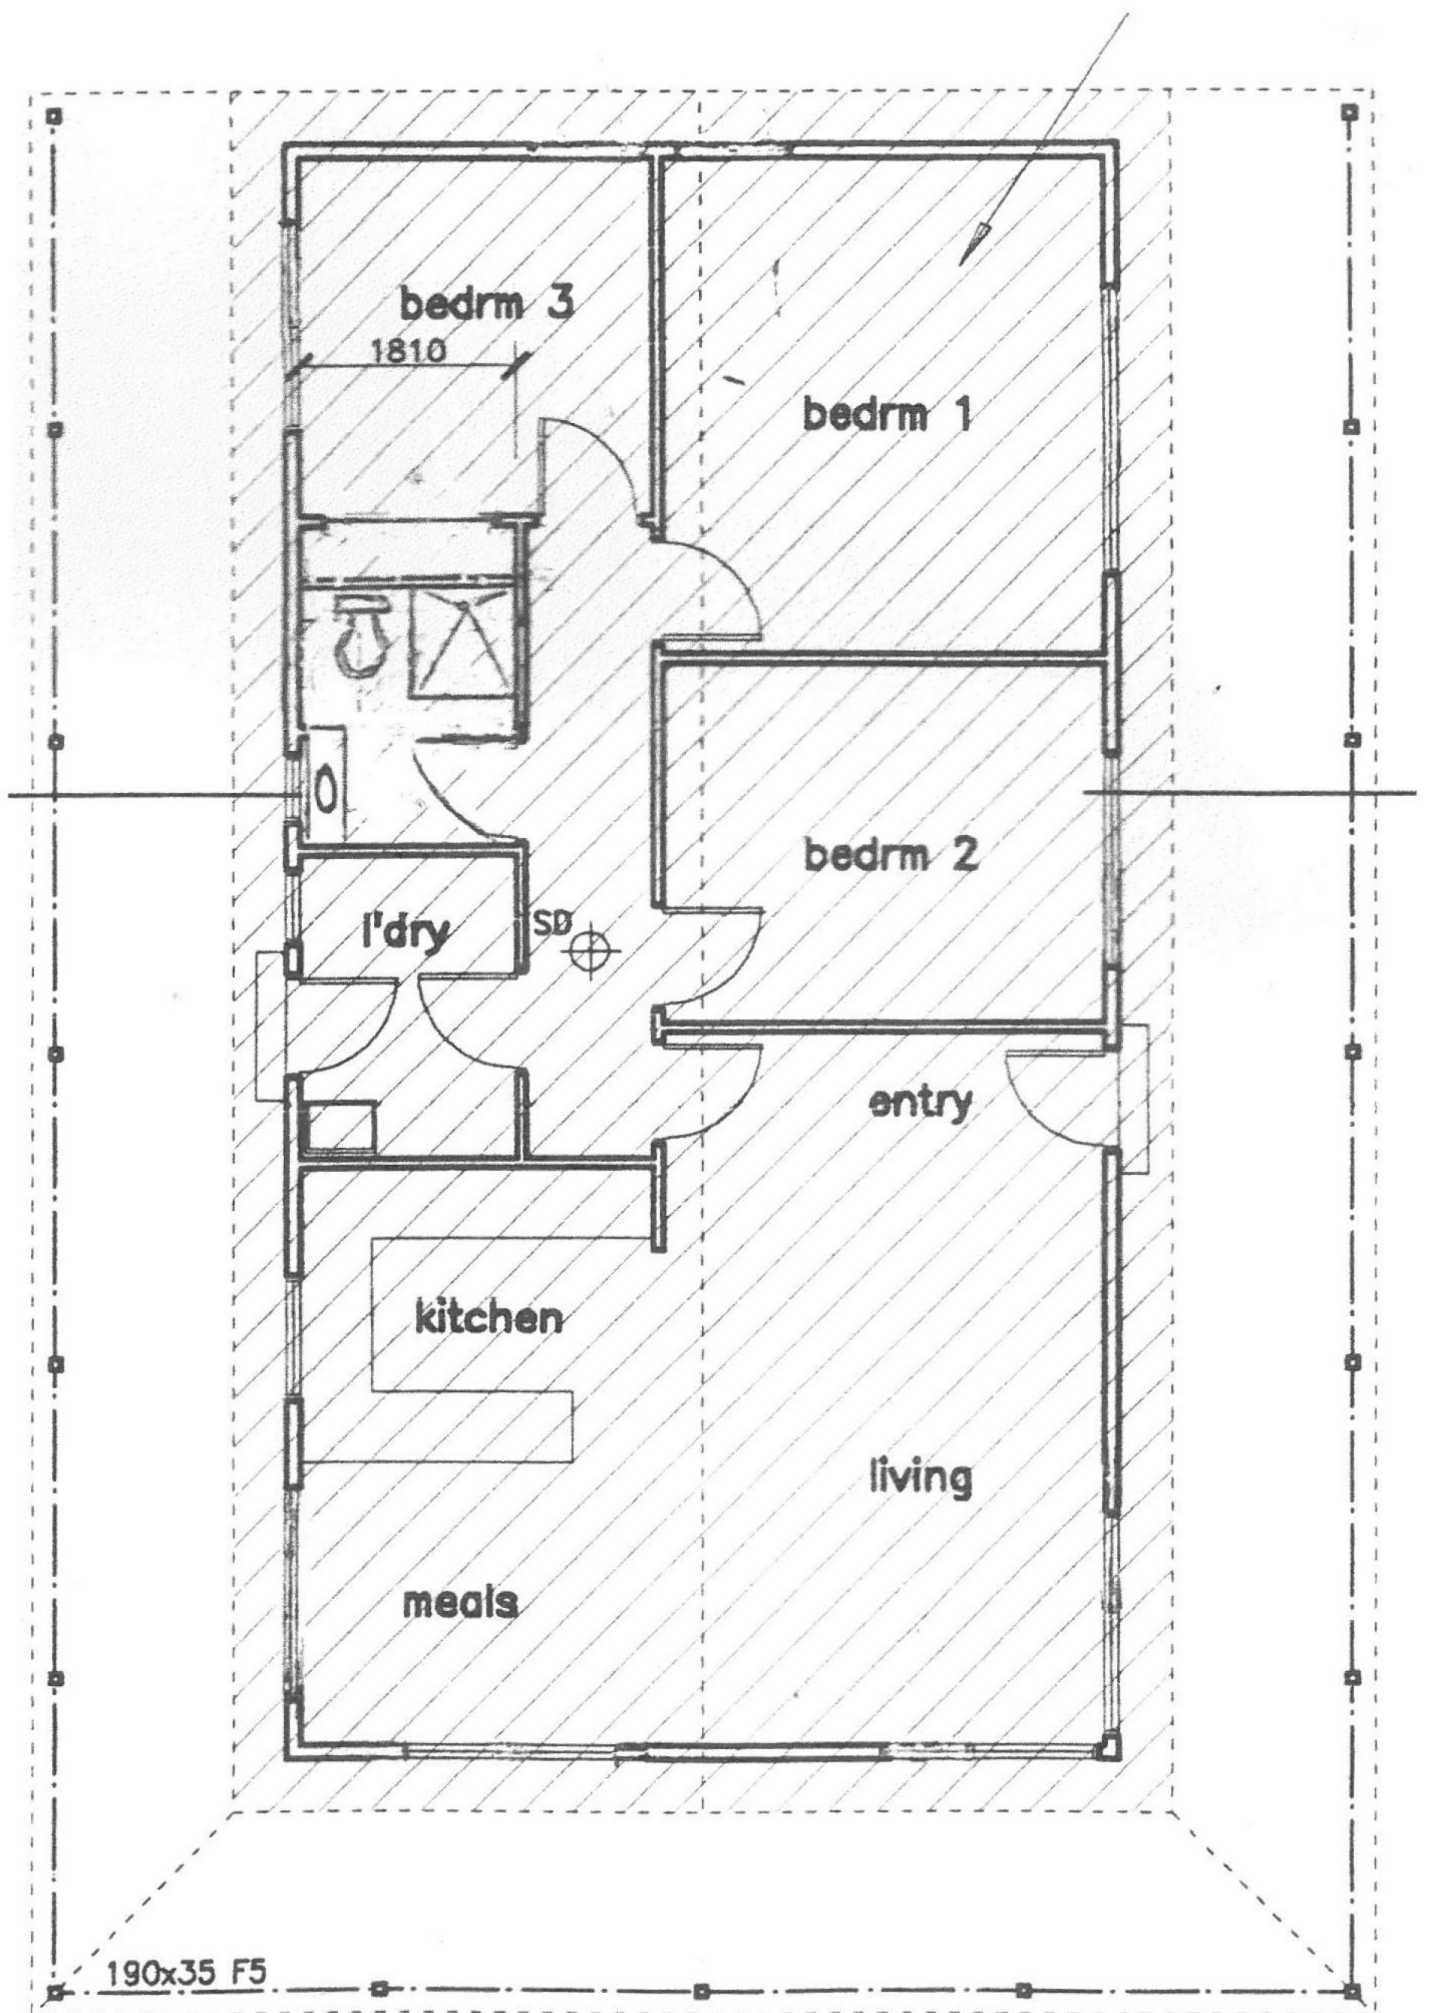 bedrm 3
1810
bedrm 1
bedrm 2
l'dry
SD
entry
kitchen
living
meals
190x35 F5